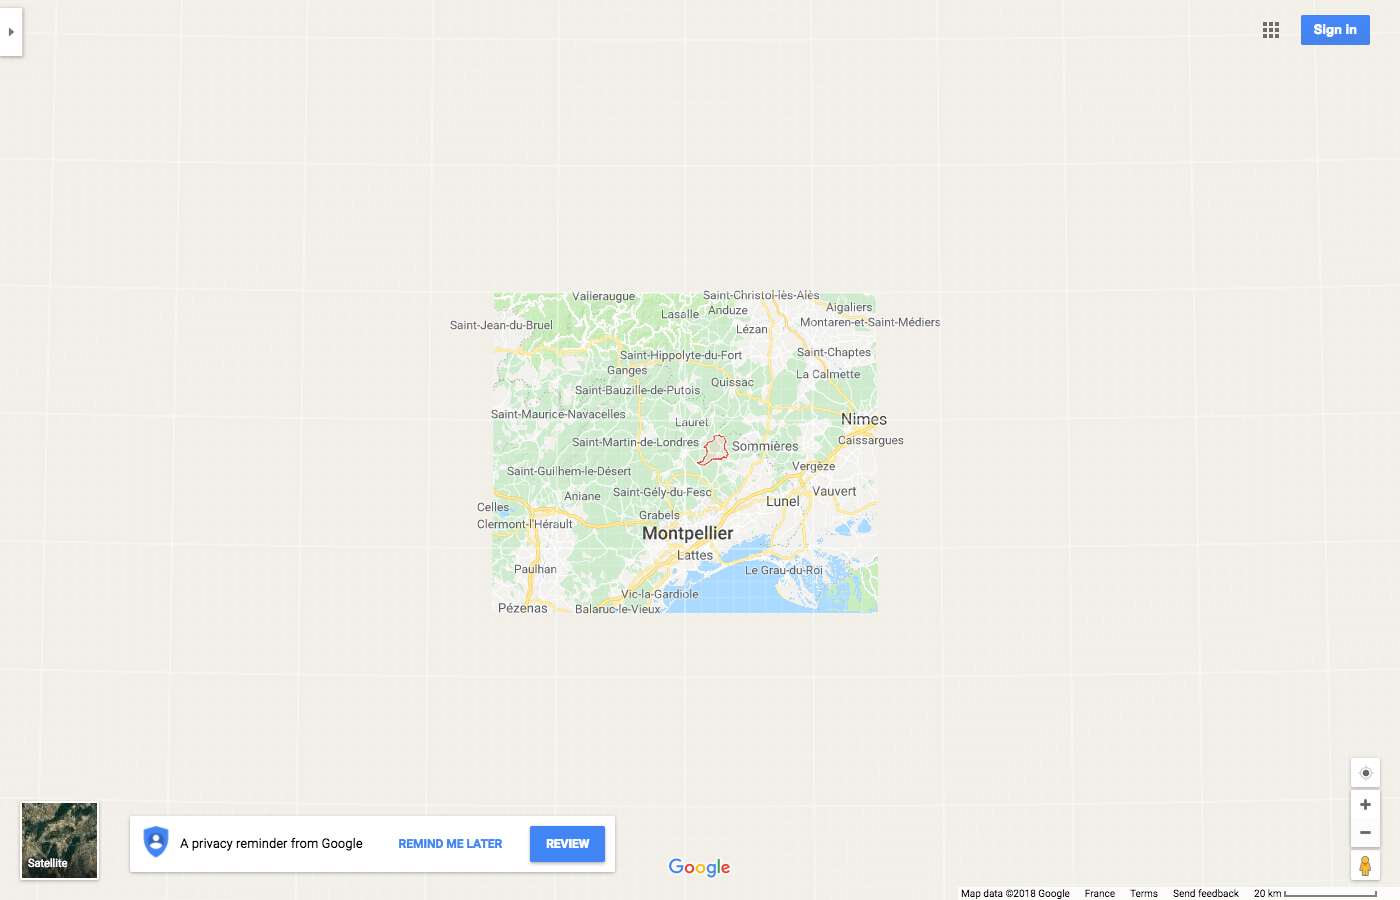 Sign in
Valleraugue
Saint-Christol-lès-Alès
Lasalle
Anduze
Aigaliers
Saint-Jean-du-Bruel
Lézan
Montaren-et-Saint-Médiers
Saint-Hippolyte-du-Fort
Saint-Chaptes
Ganges
La Calmette
Saint-Bauzille-de-Putois
Quissac
Saint-Maurice-Navacelles
Lauret
Nimes
Saint-Martin-de-Londres
Sommières
Caissargues
Saint-Guilhem-le-Désert
Vergèze
Aniane
Saint-Gély-du-Fesc
Lunel
Vauvert
Celles
Grabels
Clermont-l'Hérault
Montpellier
Lattes
Paulhan
Le Grau-du-Roi
Vic-la-Gardiole
Pézenas
Balaruc-le-Vieux
Satellite
A privacy reminder from Google
REMIND ME LATER
REVIEW
Google
Map data ©2018 Google France Terms Send feedback 20 km